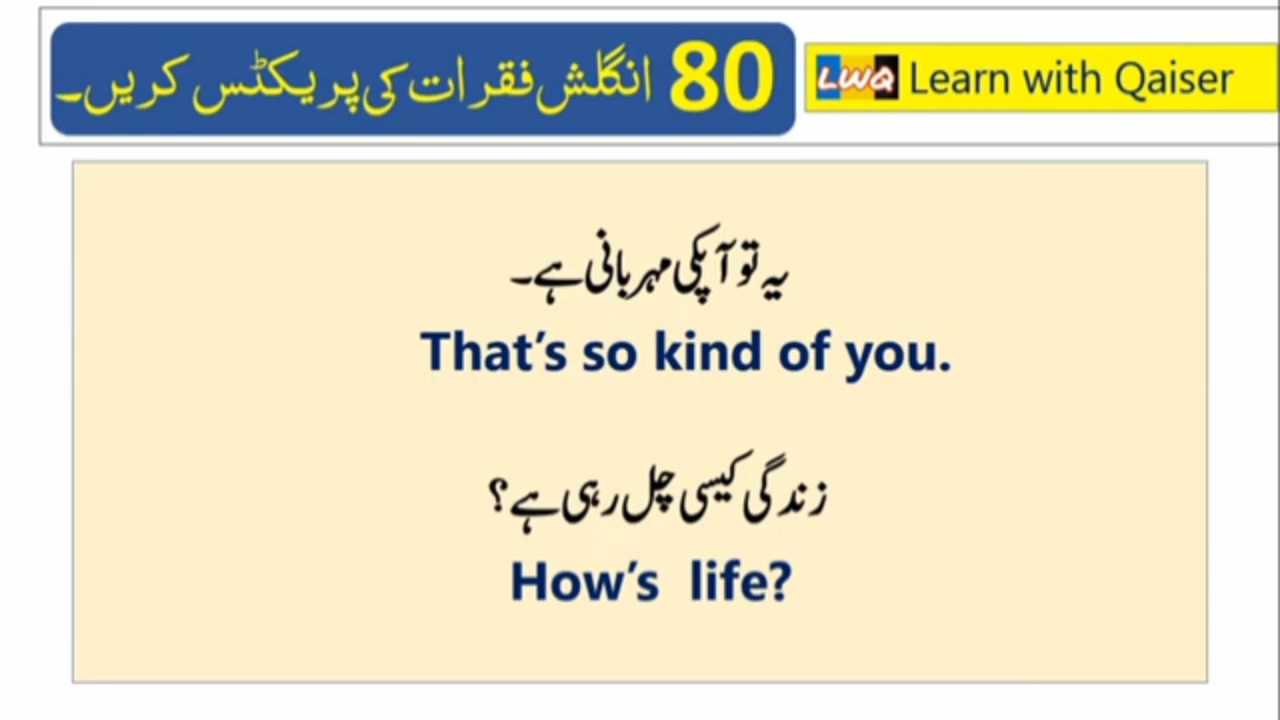 80 انگلش فقرات کی پریکٹس کریں۔
LWQ Learn with Qaiser
یہ تو آپکی مہربانی ہے۔
That's so kind of you.
زندگی کیسی چل رہی ہے؟
How's life?